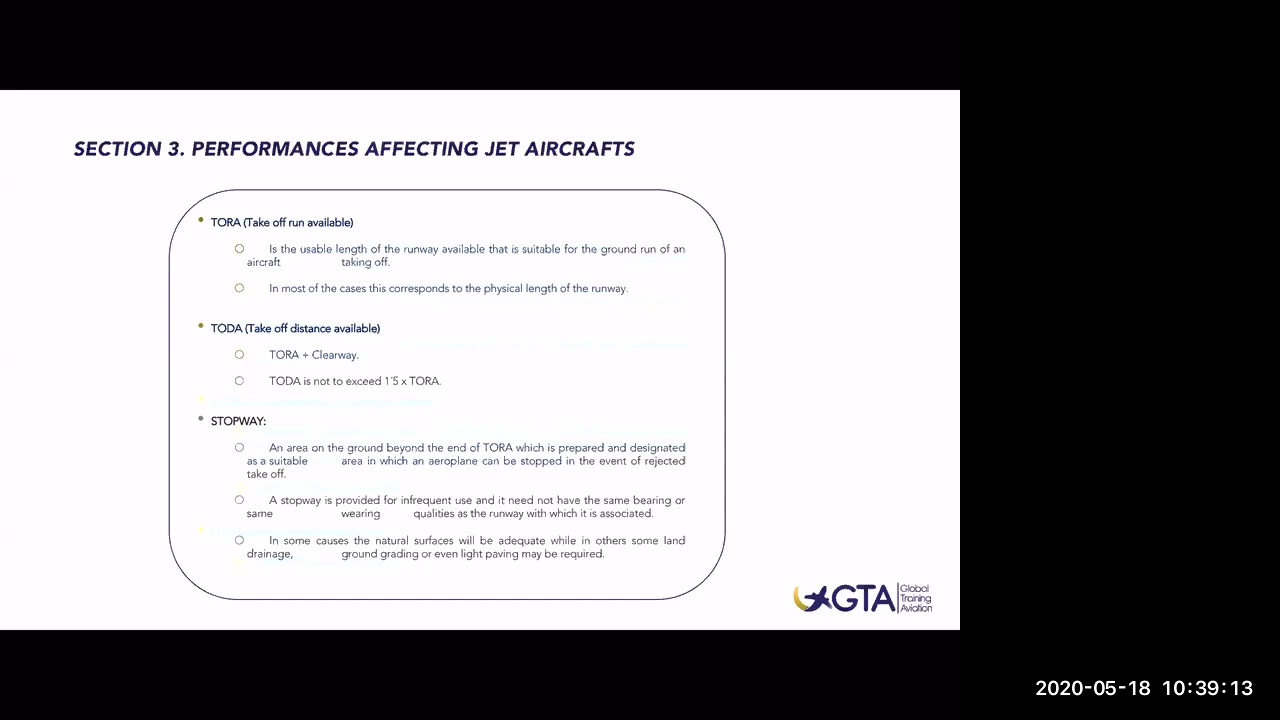 SECTION 3. PERFORMANCES AFFECTING JET AIRCRAFTS
• TORA (Take off run available)
○ Is the usable length of the runway available that is suitable for the ground run of an
aircraft taking off.
○ In most of the cases this corresponds to the physical length of the runway.
• TODA (Take off distance available)
○ TORA + Clearway.
○ TODA is not to exceed 1´5 x TORA.
• STOPWAY:
○ An area on the ground beyond the end of TORA which is prepared and designated
as a suitable area in which an aeroplane can be stopped in the event of rejected
take off.
○ A stopway is provided for infrequent use and it need not have the same bearing or
same wearing qualities as the runway with which it is associated.
○ In some causes the natural surfaces will be adequate while in others some land
drainage, ground grading or even light paving may be required.
GTA
Global
Training
Aviation
2020-05-18 10:39:13